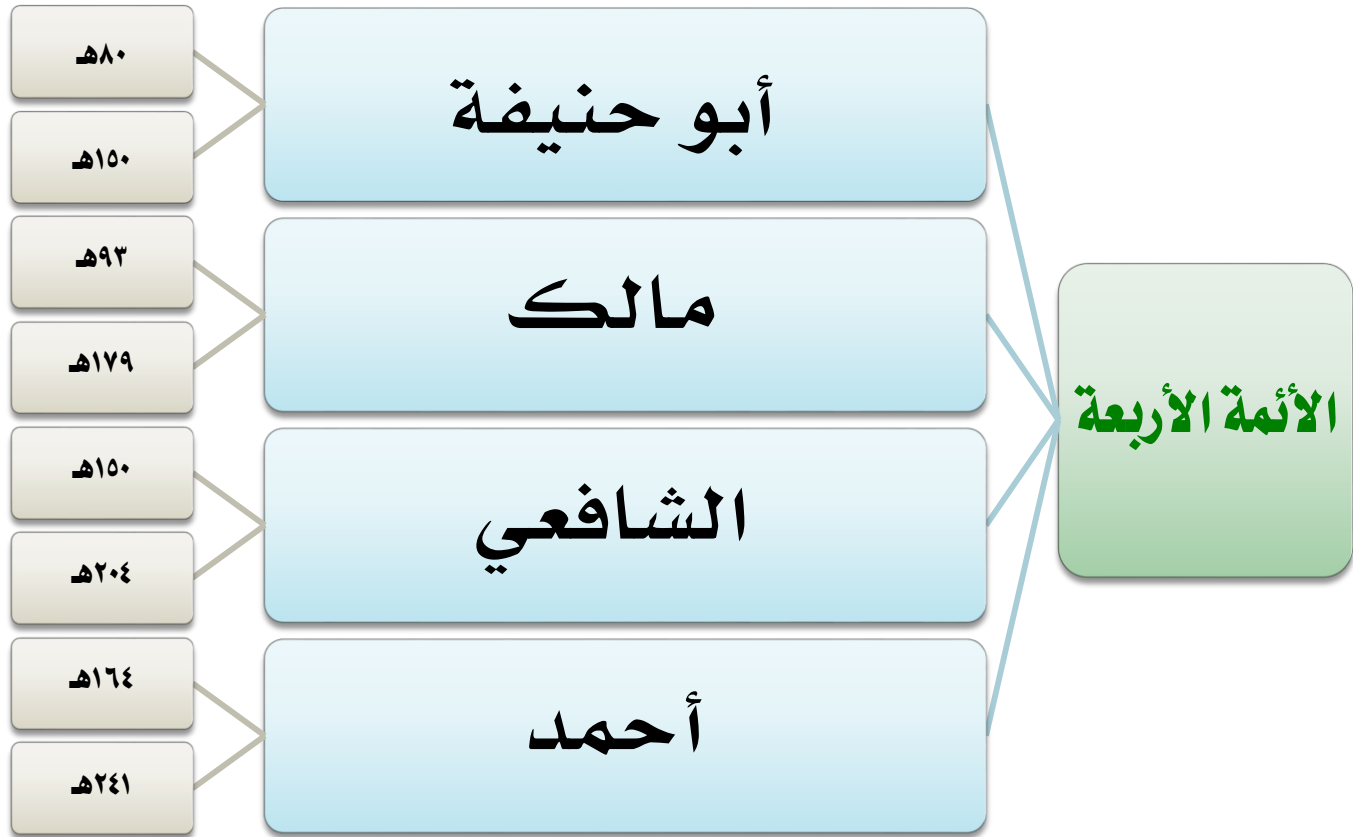 الأئمة الأربعة
أبو حنيفة
٨٠هـ
١٥٠هـ
مالك
٩٣هـ
١٧٩هـ
الشافعي
١٥٠هـ
٢٠٤هـ
أحمد
١٦٤هـ
٢٤١هـ